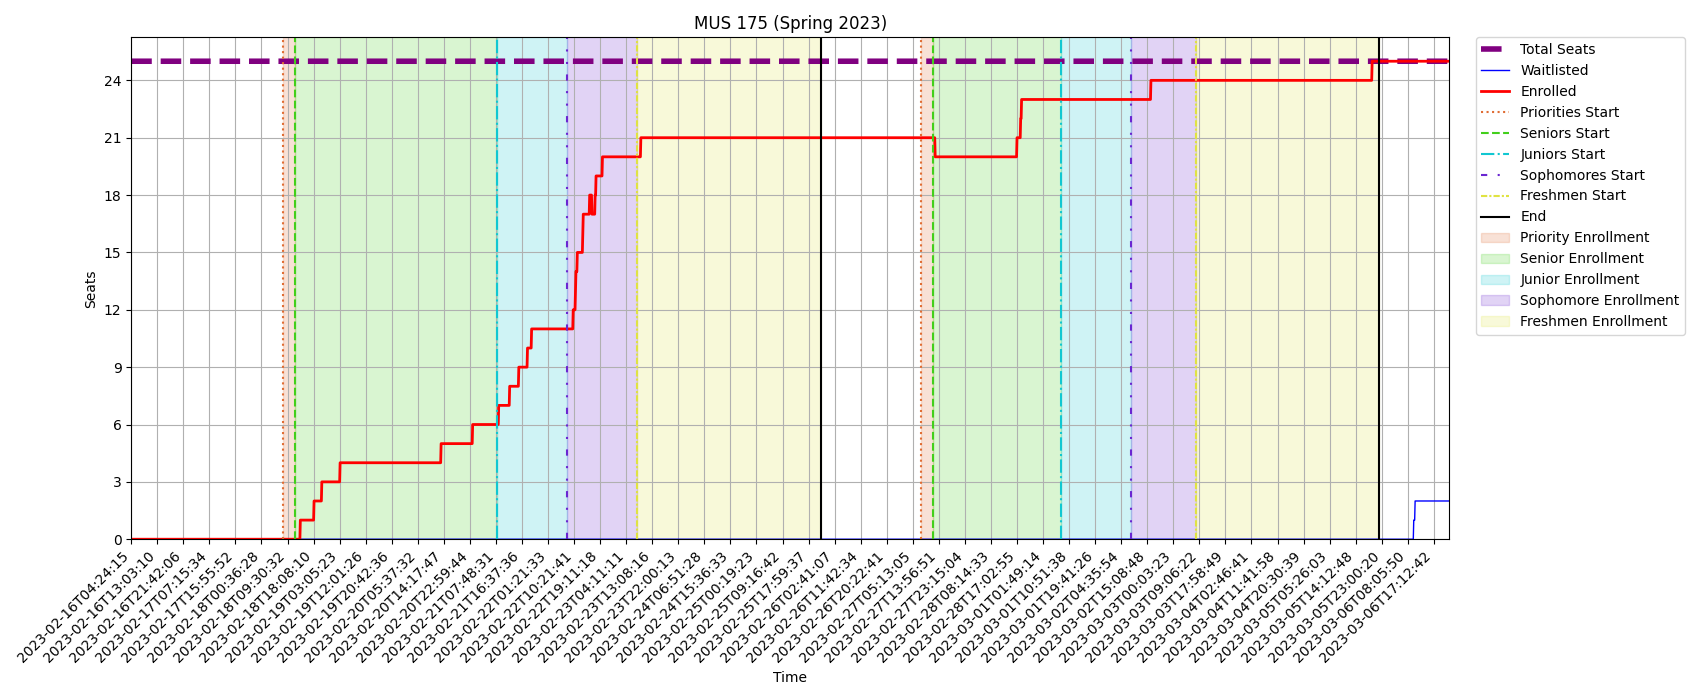 MUS 175 (Spring 2023)
Seats
24
21
18
15
12
9
6
3
0
2023-02-16T04:24:15
2023-02-16T13:03:10
2023-02-16T21:42:06
2023-02-17T07:15:34
2023-02-17T15:55:52
2023-02-18T00:36:28
2023-02-18T09:30:32
2023-02-18T18:08:10
2023-02-19T03:05:23
2023-02-19T12:01:26
2023-02-19T20:42:36
2023-02-20T05:37:32
2023-02-20T14:17:47
2023-02-20T22:59:44
2023-02-21T07:48:31
2023-02-21T16:37:36
2023-02-22T01:21:33
2023-02-22T10:21:41
2023-02-22T19:11:18
2023-02-23T04:11:11
2023-02-23T13:08:16
2023-02-23T22:00:13
2023-02-24T06:51:28
2023-02-24T15:36:33
2023-02-25T00:19:23
2023-02-25T09:16:42
2023-02-25T17:59:37
2023-02-26T02:41:07
2023-02-26T11:42:34
2023-02-26T20:22:41
2023-02-27T05:13:05
2023-02-27T13:56:51
2023-02-27T23:15:04
2023-02-28T08:14:33
2023-02-28T17:02:55
2023-03-01T01:49:14
2023-03-01T10:51:38
2023-03-01T19:41:26
2023-03-02T04:35:54
2023-03-02T15:08:48
2023-03-03T00:03:23
2023-03-03T09:06:22
2023-03-03T17:58:49
2023-03-04T02:46:41
2023-03-04T11:41:58
2023-03-04T20:30:39
2023-03-05T05:26:03
2023-03-05T14:12:48
2023-03-05T23:00:20
2023-03-06T08:05:50
2023-03-06T17:12:42
Time
Total Seats
Waitlisted
Enrolled
Priorities Start
Seniors Start
Juniors Start
Sophomores Start
Freshmen Start
End
Priority Enrollment
Senior Enrollment
Junior Enrollment
Sophomore Enrollment
Freshmen Enrollment